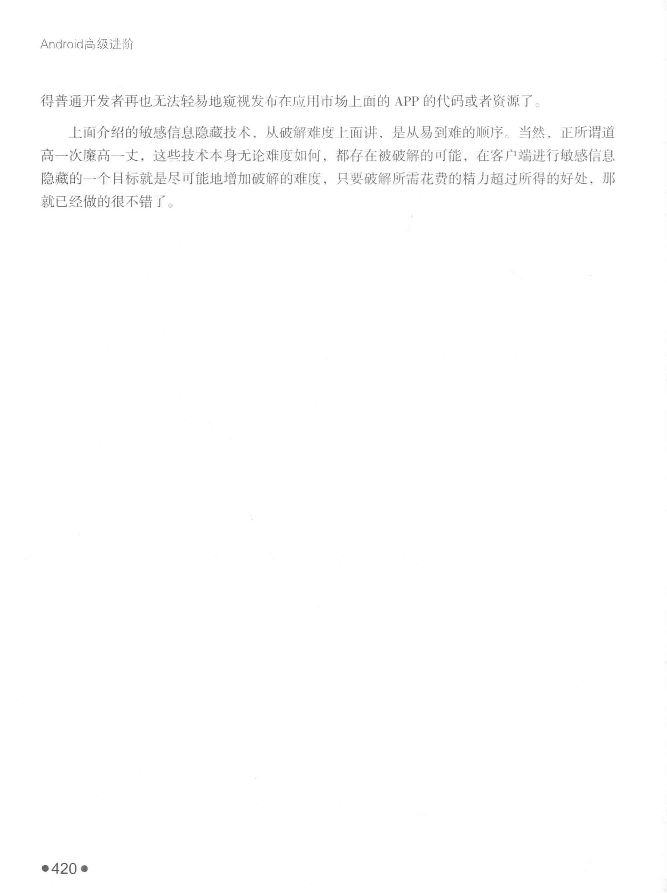 Android高级进阶
得普通开发者再也无法轻易地窥视发布在应用市场上面的 APP 的代码或者资源了。
上面介绍的敏感信息隐藏技术，从破解难度上面讲，是从易到难的顺序。当然，正所谓道
高一次魔高一丈，这些技术本身无论难度如何，都存在被破解的可能，在客户端进行敏感信息
隐藏的一个目标就是尽可能地增加破解的难度，只要破解所需花费的精力超过所得的好处，那
就已经做的很不错了。
●420●